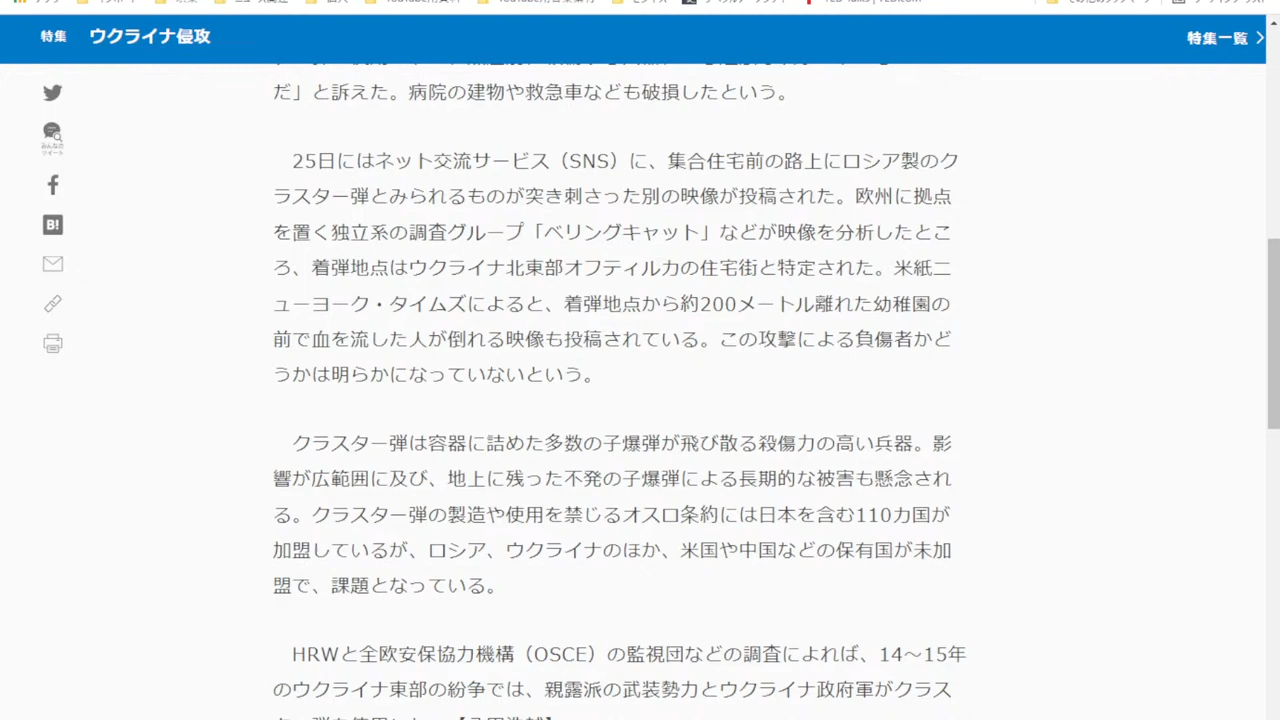 特集 ウクライナ侵攻 特集一覧
だ」と訴えた。病院の建物や救急車なども破損したという。
みんなの
ツイート
B!
25日にはネット交流サービス（SNS）に、集合住宅前の路上にロシア製のク
ラスター弾とみられるものが突き刺さった別の映像が投稿された。欧州に拠点
を置く独立系の調査グループ「ベリングキャット」などが映像を分析したとこ
ろ、着弾地点はウクライナ北東部オフティルカの住宅街と特定された。米紙ニ
ューヨーク・タイムズによると、着弾地点から約200メートル離れた幼稚園の
前で血を流した人が倒れる映像も投稿されている。この攻撃による負傷者かど
うかは明らかになっていないという。
クラスター弾は容器に詰めた多数の子爆弾が飛び散る殺傷力の高い兵器。影
響が広範囲に及び、地上に残った不発の子爆弾による長期的な被害も懸念され
る。クラスター弾の製造や使用を禁じるオスロ条約には日本を含む110カ国が
加盟しているが、ロシア、ウクライナのほか、米国や中国などの保有国が未加
盟で、課題となっている。
HRWと全欧安保協力機構（OSCE）の監視団などの調査によれば、14～15年
のウクライナ東部の紛争では、親露派の武装勢力とウクライナ政府軍がクラス